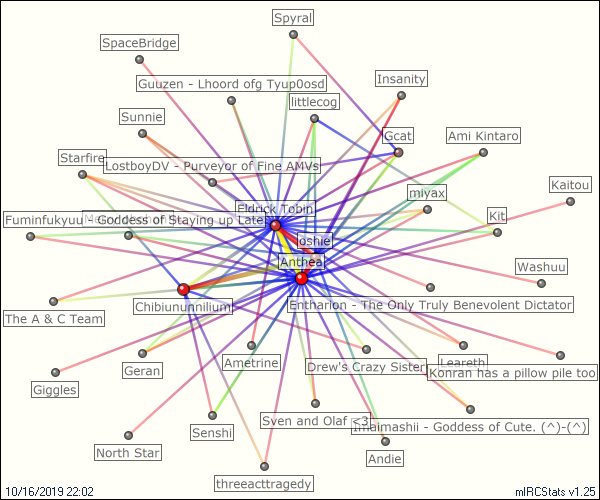 Spyral
SpaceBridge
Guuzen - Lhoord ofg Tyup0osd
Insanity
littlecog
Sunnie
Gcat
Ami Kintaro
Starfire
LostboyDV - Purveyor of Fine AMVs
Kaitou
miyax
Eldrick Tobin
Kit
Fuminfukyuu - Goddess of Staying up Late
Joshie
Anthea
Washuu
Chibiununnilium
Entharion - The Only Truly Benevolent Dictator
The A & C Team
Geran
Ametrine
Drew's Crazy Sister
Leareth
Konran has a pillow pile too
Giggles
Senshi
Sven and Olaf <3
Imaimashii - Goddess of Cute. (^)-(^)
North Star
Andie
threeacttragedy
10/16/2019 22:02
mIRCStats v1.25